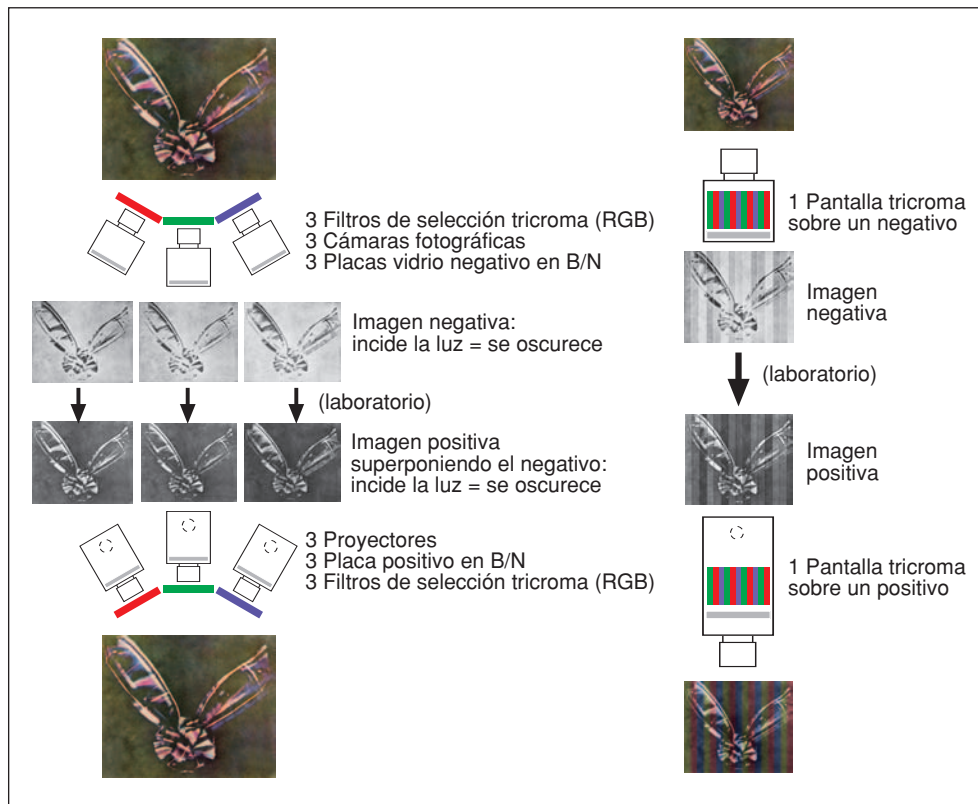 3 Filtros de selección tricroma (RGB)
3 Cámaras fotográficas
3 Placas vidrio negativo en B/N
Imagen negativa:
incide la luz = se oscurece
(laboratorio)
Imagen positiva
superponiendo el negativo:
incide la luz = se oscurece
3 Proyectores
3 Placa positivo en B/N
3 Filtros de selección tricroma (RGB)
1 Pantalla tricroma
sobre un negativo
Imagen
negativa
(laboratorio)
Imagen
positiva
1 Pantalla tricroma
sobre un positivo